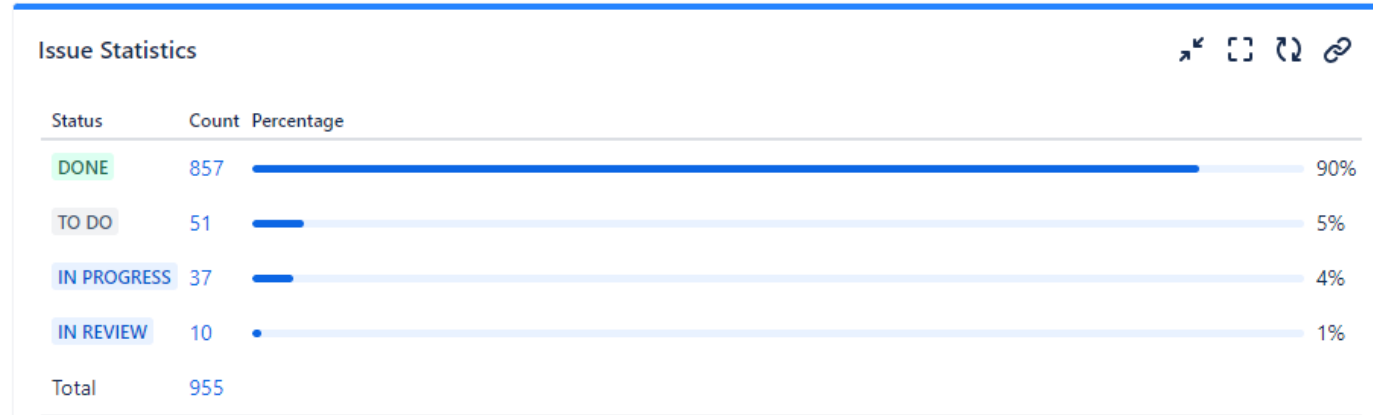 Issue Statistics
Status Count Percentage
DONE 857 90%
TO DO 51 5%
IN PROGRESS 37 4%
IN REVIEW 10 1%
Total 955